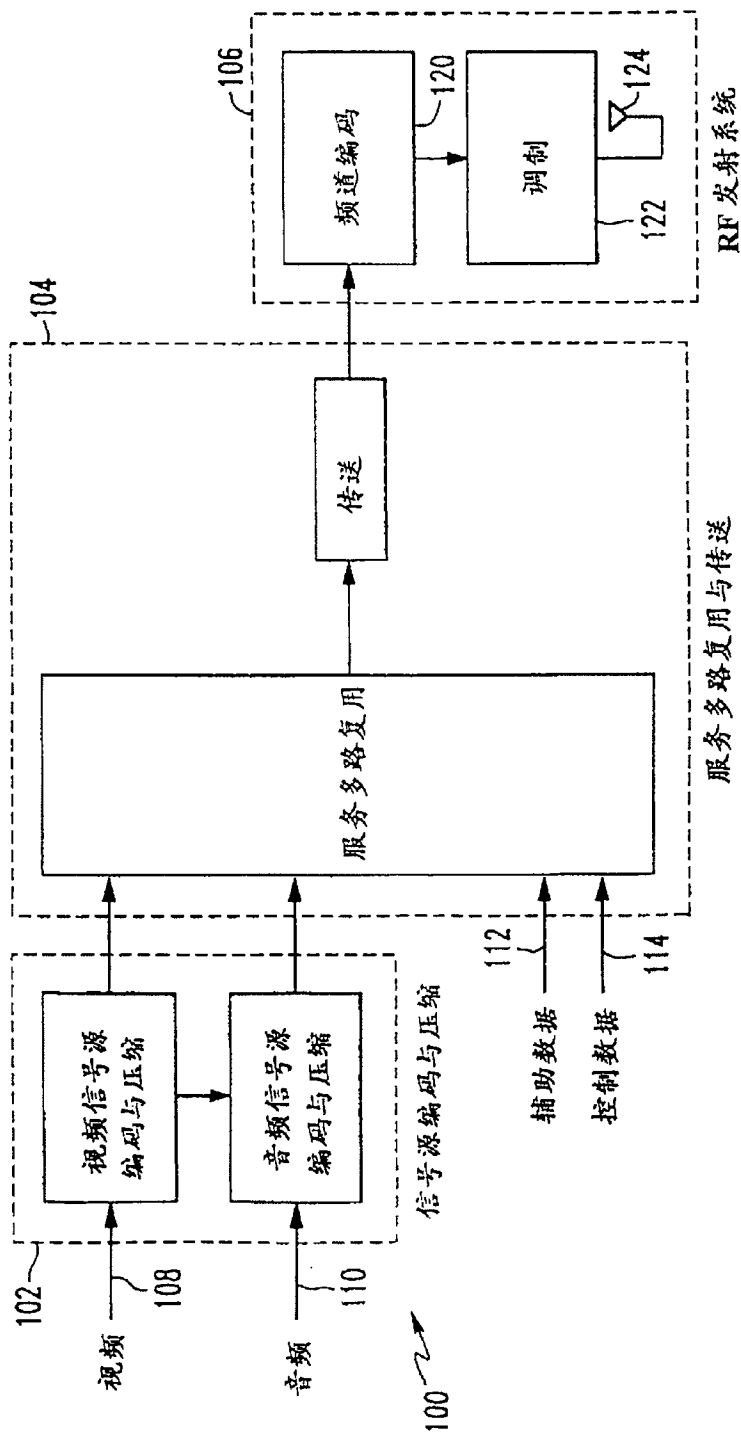 102
视频
108
视频信号源
编码与压缩
音频
110
音频信号源
编码与压缩
信号源编码与压缩
100
104
服务多路复用
传送
辅助数据
112
控制数据
114
服务多路复用与传送
106
频道编码
120
调制
122
124
RF 发射系统